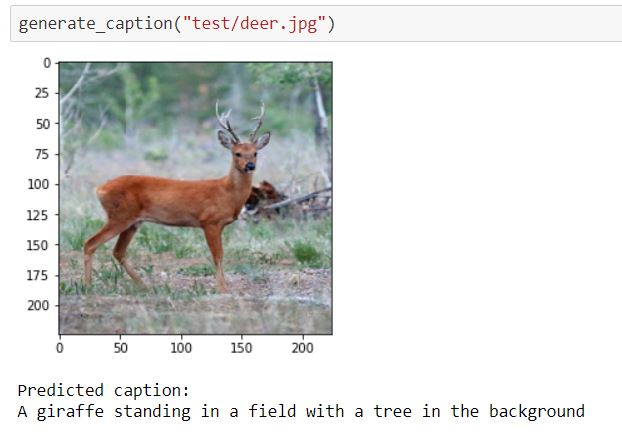 generate_caption("test/deer.jpg")
0
25
50
75
100
125
150
175
200
0 50 100 150 200
Predicted caption:
A giraffe standing in a field with a tree in the background